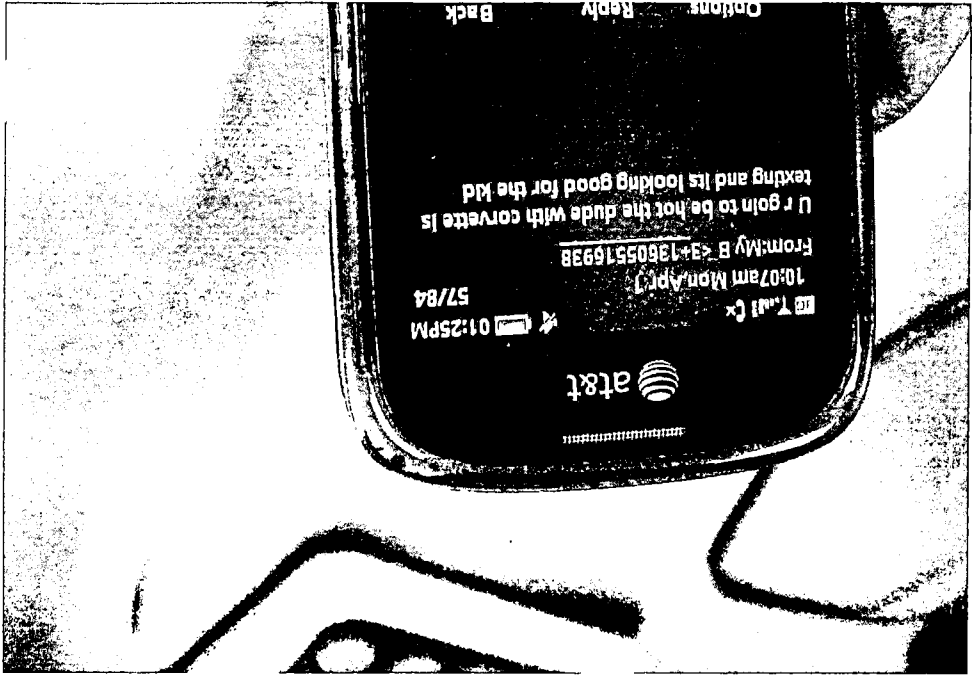 at&t
01:25PM
10:07am Mon,Apr 1
57/84
From:My B <3+13605516938
U r goin to be hot the dude with corvette is
texting and its looking good for the kid
Options Reply Back